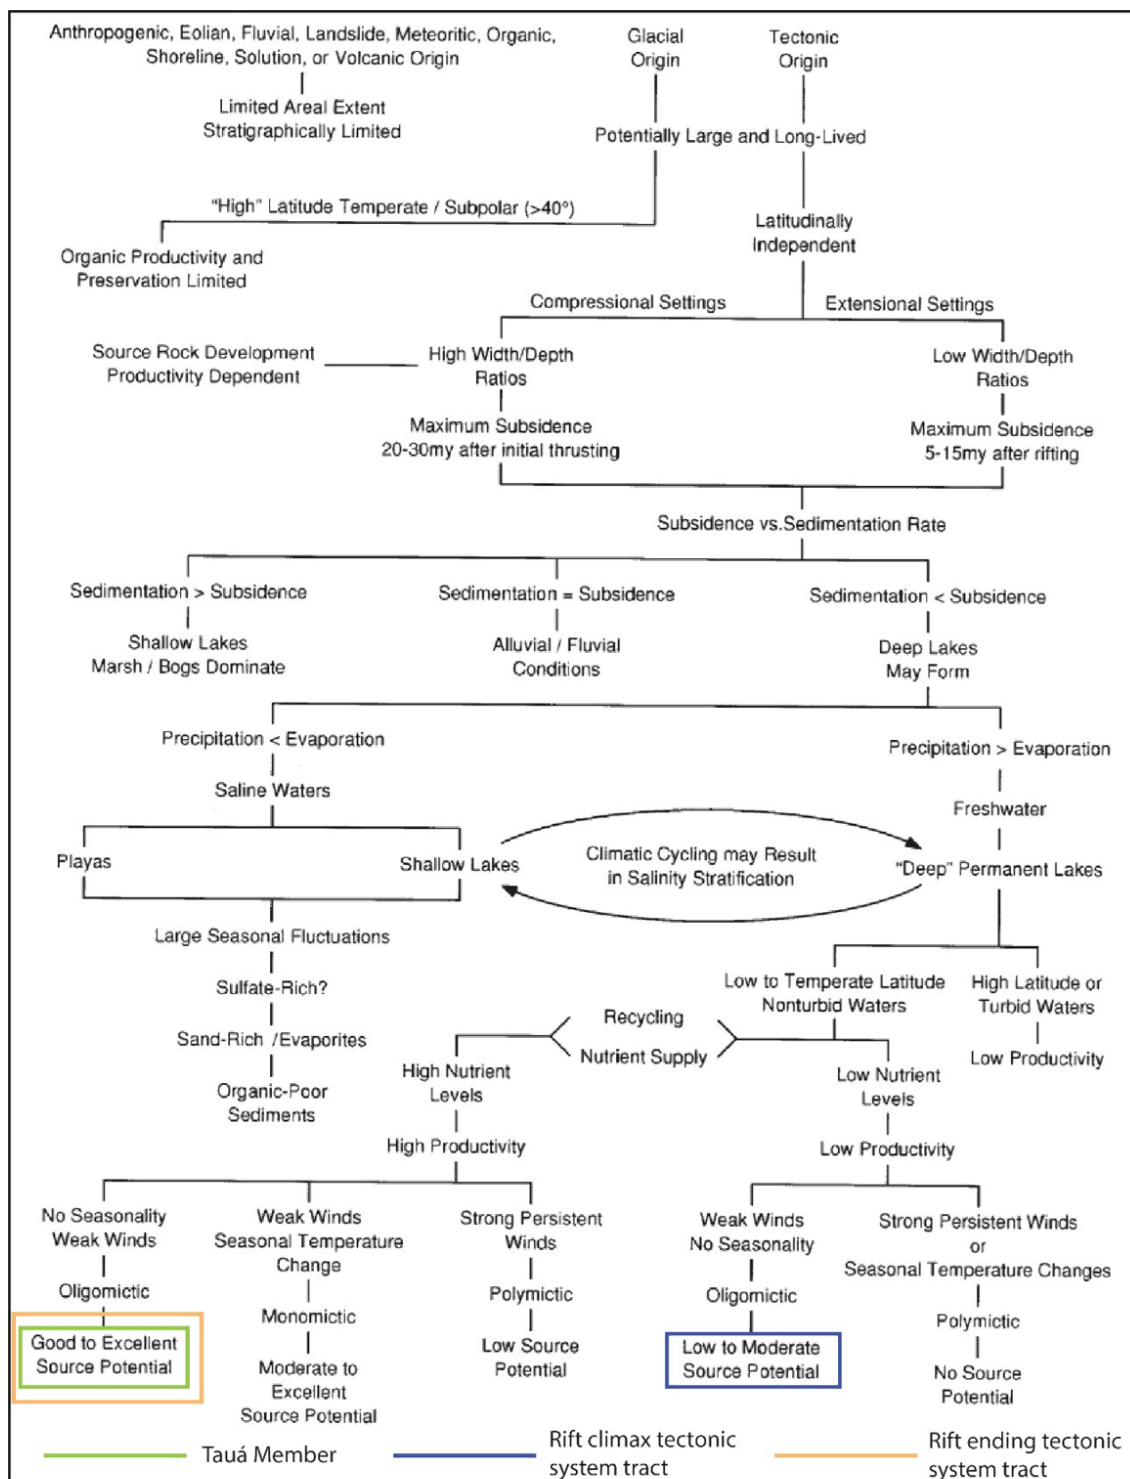 Anthropogenic, Eolian, Fluvial, Landslide, Meteoritic, Organic,
Shoreline, Solution, or Volcanic Origin
Glacial
Origin
Tectonic
Origin
Limited Areal Extent
Stratigraphically Limited
Potentially Large and Long-Lived
"High" Latitude Temperate / Subpolar (>40°)
Latitudinally
Independent
Organic Productivity and
Preservation Limited
Compressional Settings
Extensional Settings
Source Rock Development
Productivity Dependent
High Width/Depth
Ratios
Low Width/Depth
Ratios
Maximum Subsidence
20-30my after initial thrusting
Maximum Subsidence
5-15my after rifting
Subsidence vs.Sedimentation Rate
Sedimentation > Subsidence
Sedimentation = Subsidence
Sedimentation < Subsidence
Shallow Lakes
Marsh / Bogs Dominate
Alluvial / Fluvial
Conditions
Deep Lakes
May Form
Precipitation < Evaporation
Precipitation > Evaporation
Saline Waters
Freshwater
Playas
Shallow Lakes
Climatic Cycling may Result
in Salinity Stratification
"Deep" Permanent Lakes
Large Seasonal Fluctuations
Sulfate-Rich?
Sand-Rich /Evaporites
Organic-Poor
Sediments
Low to Temperate Latitude
Nonturbid Waters
High Latitude or
Turbid Waters
Low Productivity
Recycling
Nutrient Supply
High Nutrient
Levels
Low Nutrient
Levels
High Productivity
Low Productivity
No Seasonality
Weak Winds
Weak Winds
Seasonal Temperature
Change
Strong Persistent
Winds
Weak Winds
No Seasonality
Strong Persistent Winds
or
Seasonal Temperature Changes
Oligomictic
Monomictic
Polymictic
Oligomictic
Polymictic
Good to Excellent
Source Potential
Moderate to
Excellent
Source Potential
Low Source
Potential
Low to Moderate
Source Potential
No Source
Potential
Tauá Member
Rift climax tectonic
system tract
Rift ending tectonic
system tract